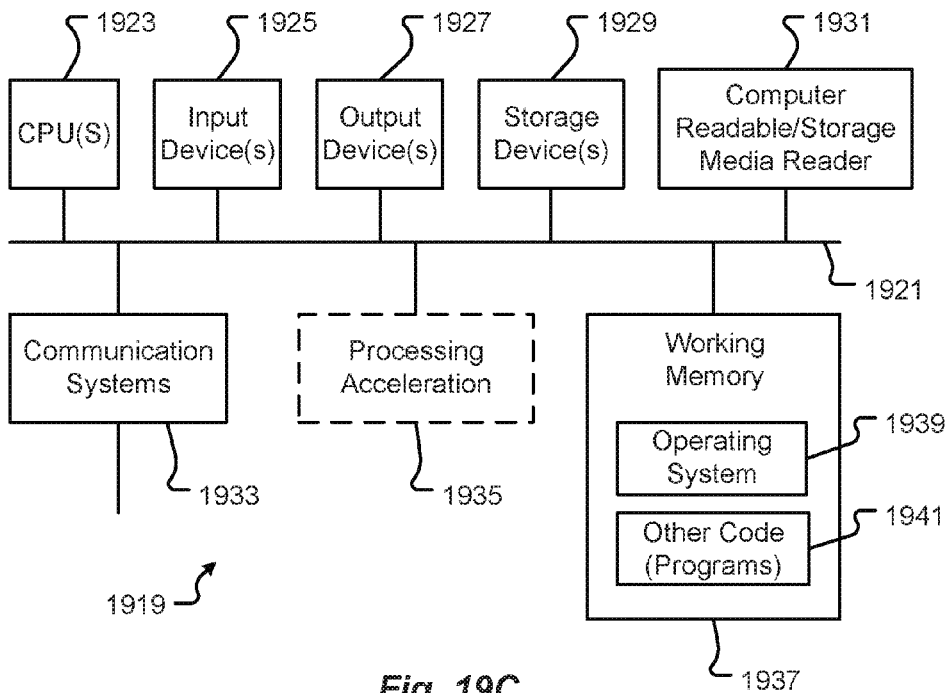 1923
1925
1927
1929
1931
CPU(S)
Input
Device(s)
Output
Device(s)
Storage
Device(s)
Computer
Readable/Storage
Media Reader
1921
Communication
Systems
Processing
Acceleration
Working
Memory
Operating
System
Other Code
(Programs)
1939
1941
1933
1935
1919
1937
Fig. 19C